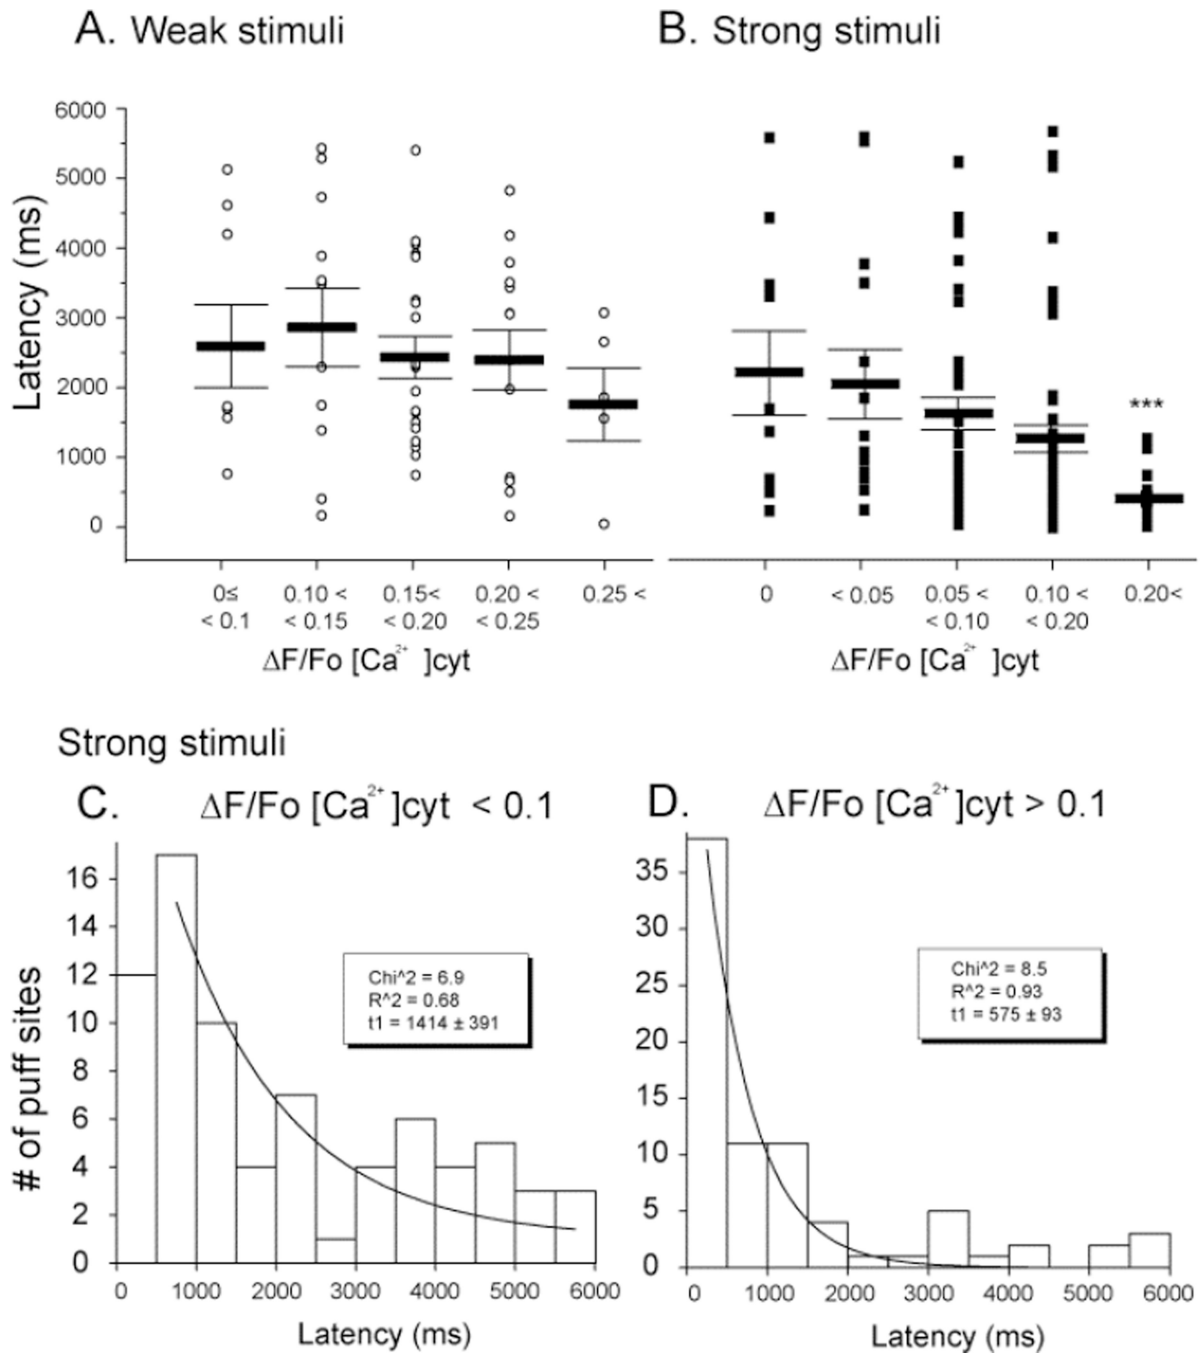 A. Weak stimuli
B. Strong stimuli
Latency (ms)
6000
5000
4000
3000
2000
1000
0
***
0≤ 0.10 < 0.15< 0.20 < 0.25 <
< 0.1 < 0.15 < 0.20 < 0.25
ΔF/Fo [Ca²⁺ ]cyt
0 < 0.05 0.05 < 0.10 < 0.20<
< 0.10 < 0.20
ΔF/Fo [Ca²⁺ ]cyt
Strong stimuli
C. ΔF/Fo [Ca²⁺ ]cyt < 0.1
# of puff sites
16
14
12
10
8
6
4
2
0
Chi^2 = 6.9
R^2 = 0.68
t1 = 1414 ± 391
0 1000 2000 3000 4000 5000 6000
Latency (ms)
D. ΔF/Fo [Ca²⁺ ]cyt > 0.1
35
30
25
20
15
10
5
0
Chi^2 = 8.5
R^2 = 0.93
t1 = 575 ± 93
0 1000 2000 3000 4000 5000 6000
Latency (ms)